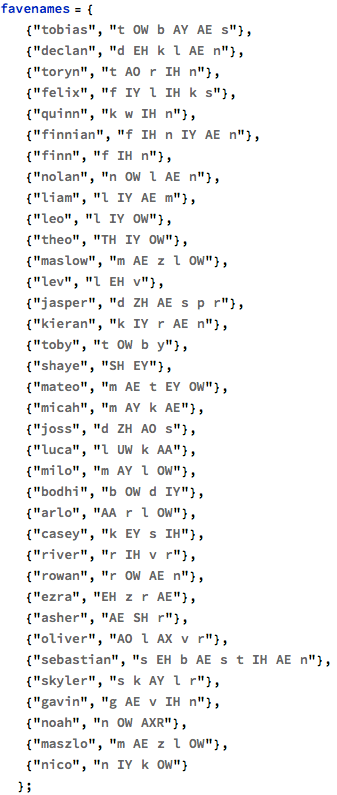 favenames = {
{"tobias", "t OW b AY AE s"},
{"declan", "d EH k l AE n"},
{"toryn", "t AO r IH n"},
{"felix", "f IY l IH k s"},
{"quinn", "k w IH n"},
{"finnian", "f IH n IY AE n"},
{"finn", "f IH n"},
{"nolan", "n OW l AE n"},
{"liam", "l IY AE m"},
{"leo", "l IY OW"},
{"theo", "TH IY OW"},
{"maslow", "m AE z l OW"},
{"lev", "l EH v"},
{"jasper", "d ZH AE s p r"},
{"kieran", "k IY r AE n"},
{"toby", "t OW b y"},
{"shaye", "SH EY"},
{"mateo", "m AE t EY OW"},
{"micah", "m AY k AE"},
{"joss", "d ZH AO s"},
{"luca", "l UW k AA"},
{"milo", "m AY l OW"},
{"bodhi", "b OW d IY"},
{"arlo", "AA r l OW"},
{"casey", "k EY s IH"},
{"river", "r IH v r"},
{"rowan", "r OW AE n"},
{"ezra", "EH z r AE"},
{"asher", "AE SH r"},
{"oliver", "AO l AX v r"},
{"sebastian", "s EH b AE s t IH AE n"},
{"skyler", "s k AY l r"},
{"gavin", "g AE v IH n"},
{"noah", "n OW AXR"},
{"maszlo", "m AE z l OW"},
{"nico", "n IY k OW"}
};